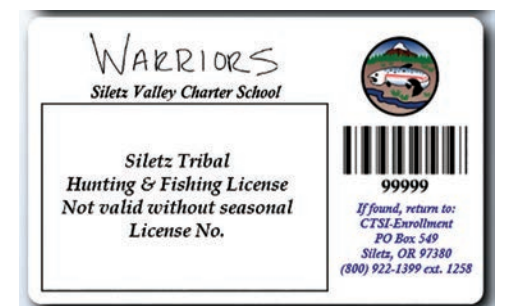 WARRIORS
Siletz Valley Charter School
Siletz Tribal
Hunting & Fishing License
Not valid without seasonal
License No.
99999
If found, return to:
CTSI-Enrollment
PO Box 549
Siletz, OR 97380
(800) 922-1399 ext. 1258